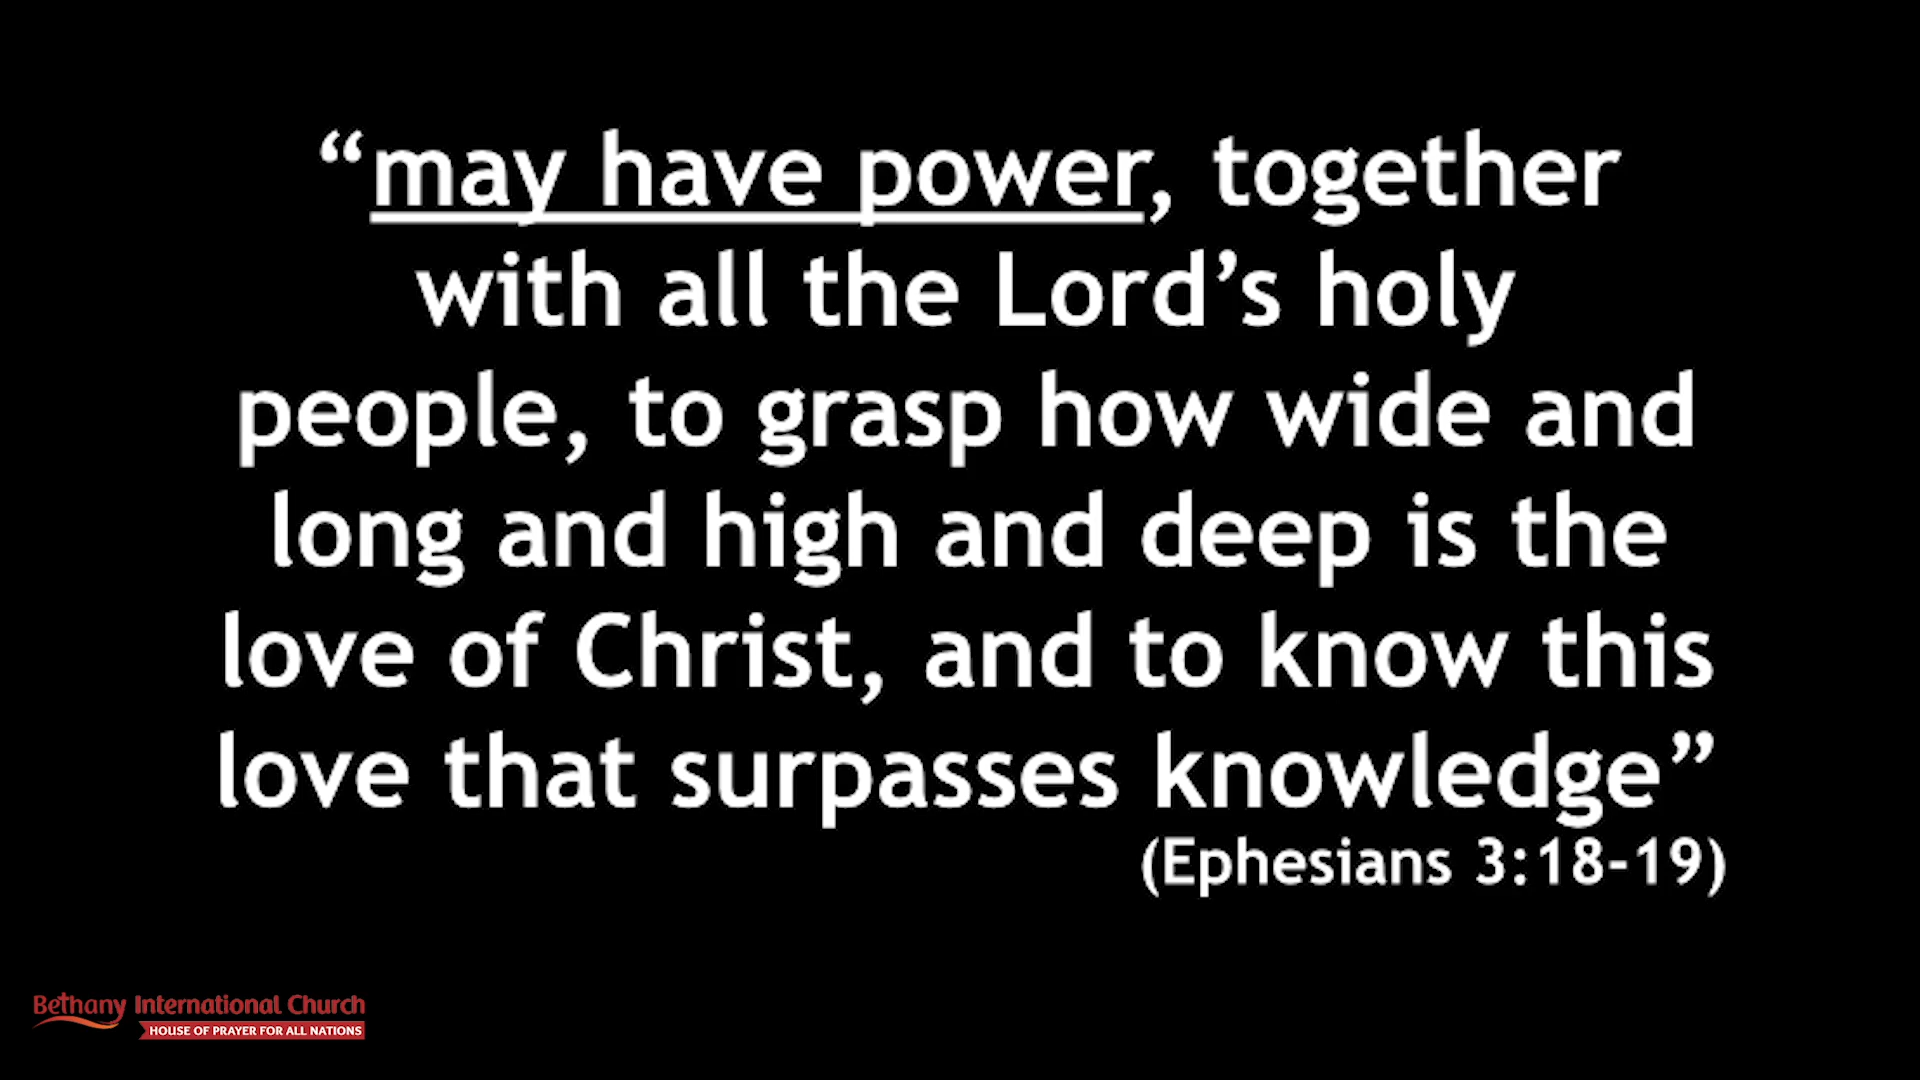 “may have power, together
with all the Lord’s holy
people, to grasp how wide and
long and high and deep is the
love of Christ, and to know this
love that surpasses knowledge”
(Ephesians 3:18-19)
Bethany International Church
HOUSE OF PRAYER FOR ALL NATIONS